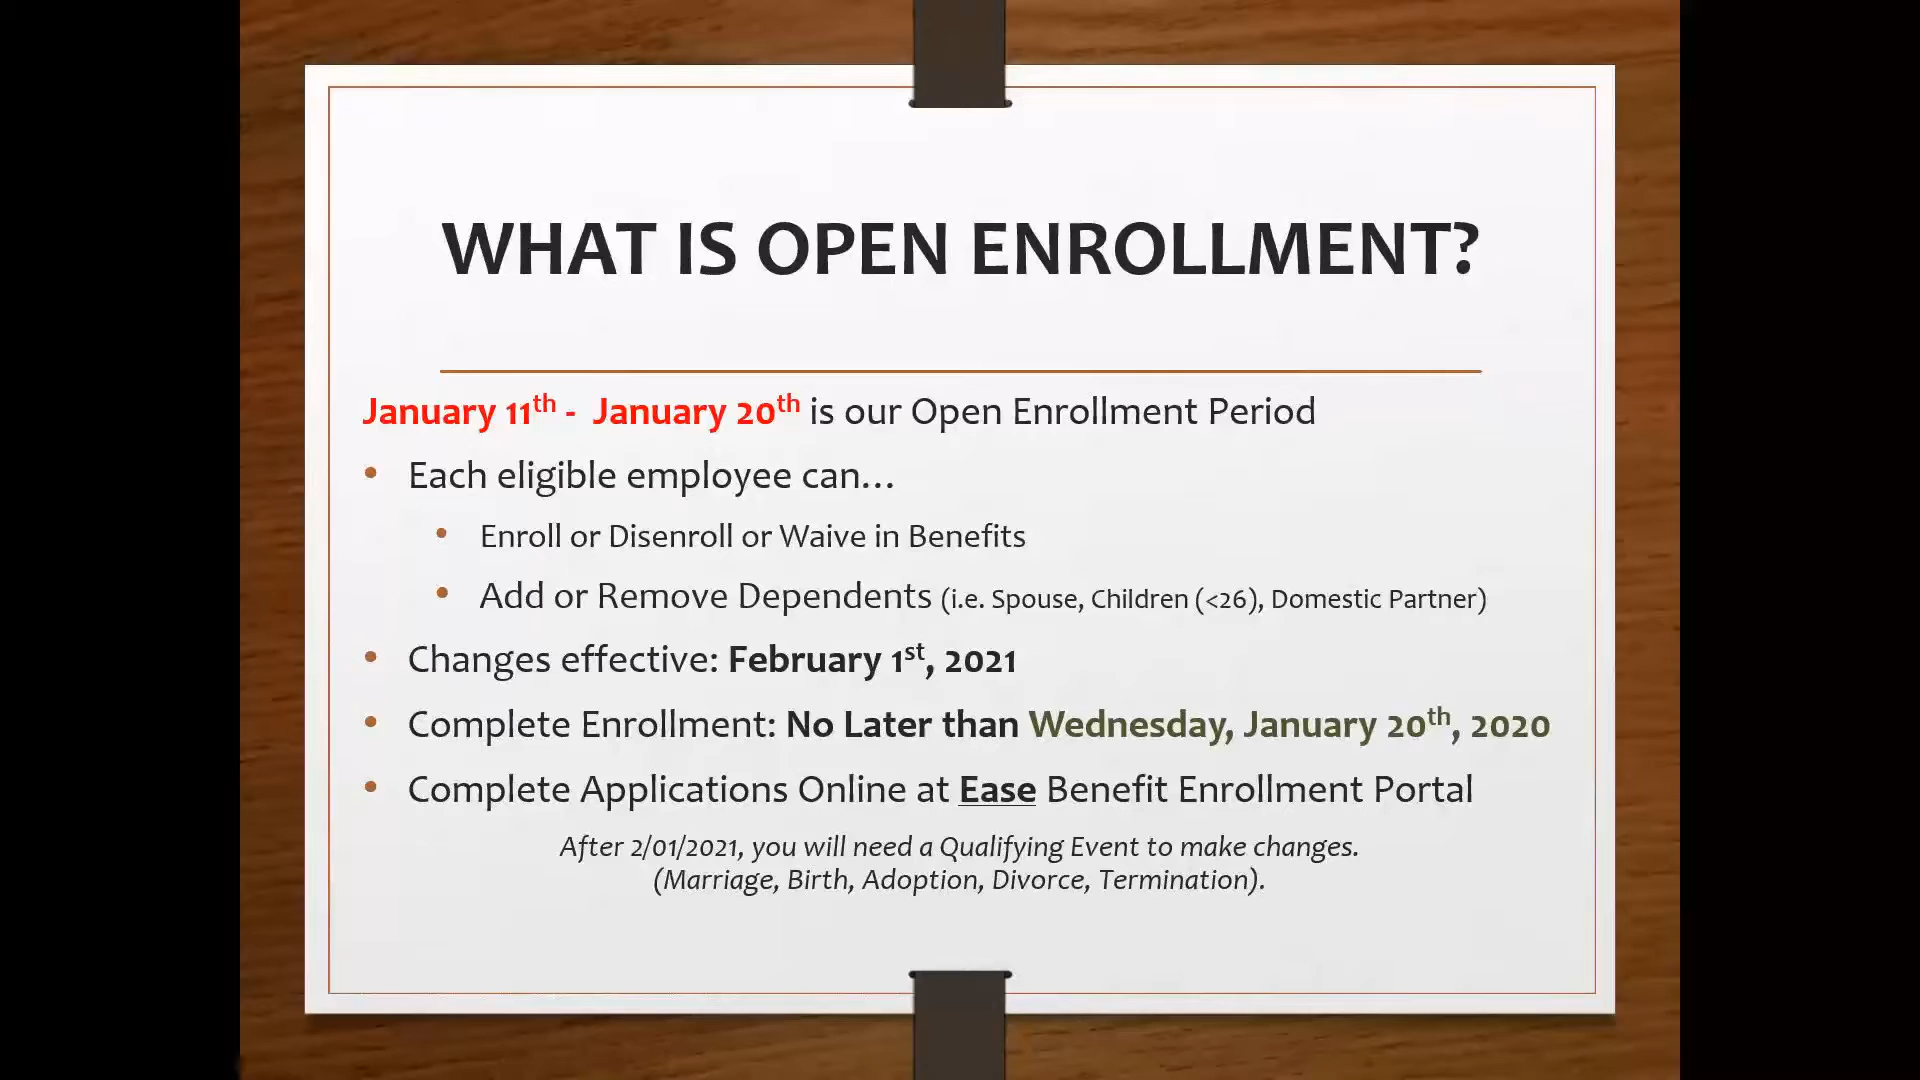 WHAT IS OPEN ENROLLMENT?
January 11th - January 20th is our Open Enrollment Period
• Each eligible employee can...
• Enroll or Disenroll or Waive in Benefits
• Add or Remove Dependents (i.e. Spouse, Children (<26), Domestic Partner)
• Changes effective: February 1st, 2021
• Complete Enrollment: No Later than Wednesday, January 20th, 2020
• Complete Applications Online at Ease Benefit Enrollment Portal
After 2/01/2021, you will need a Qualifying Event to make changes.
(Marriage, Birth, Adoption, Divorce, Termination).